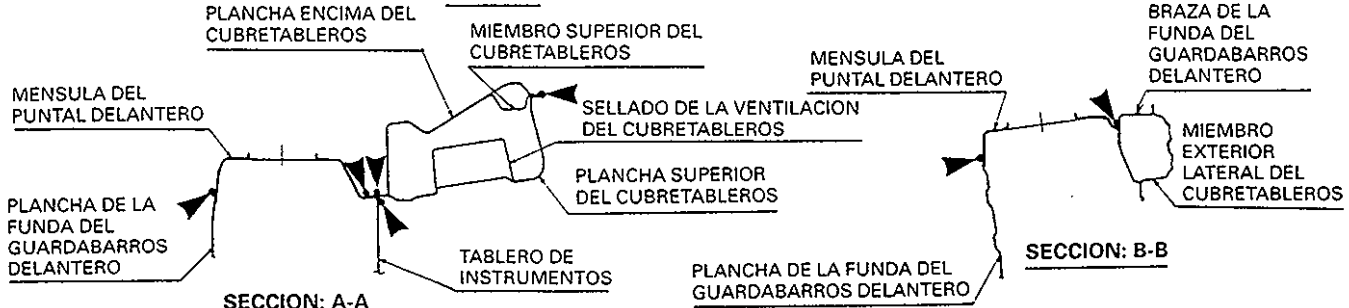 PLANCHA ENCIMA DEL
CUBRETABLEROS
MIEMBRO SUPERIOR DEL
CUBRETABLEROS
MENSULA DEL
PUNTAL DELANTERO
SELLADO DE LA VENTILACION
DEL CUBRETABLEROS
PLANCHA SUPERIOR
DEL CUBRETABLEROS
PLANCHA DE LA
FUNDA DEL
GUARDABARROS
DELANTERO
TABLERO DE
INSTRUMENTOS
SECCION: A-A
BRAZA DE LA
FUNDA DEL
GUARDABARROS
DELANTERO
MENSULA DEL
PUNTAL DELANTERO
MIEMBRO
EXTERIOR
LATERAL DEL
CUBRETABLEROS
SECCION: B-B
PLANCHA DE LA FUNDA DEL
GUARDABARROS DELANTERO